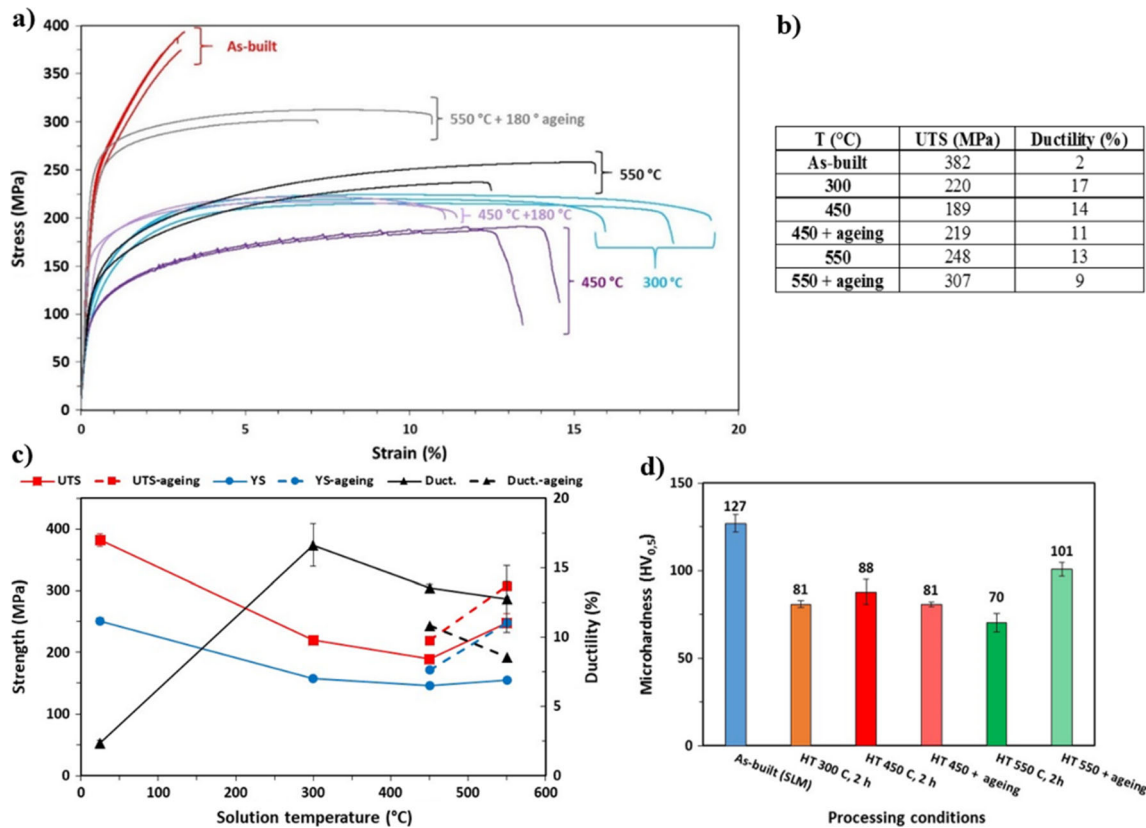 a)
400
350
300
250
200
150
100
50
0
Stress (MPa)
As-built
550 °C + 180 ° ageing
550 °C
450 °C +180 °C
450 °C
300 °C
0
5
10
15
20
Strain (%)
b)
T (°C) UTS (MPa) Ductility (%)
As-built 382 2
300 220 17
450 189 14
450 + ageing 219 11
550 248 13
550 + ageing 307 9
c)
UTS UTS-ageing YS YS-ageing Duct. Duct.-ageing
400
350
300
250
200
150
100
50
0
Strength (MPa)
20
15
10
5
0
Ductility (%)
0 100 200 300 400 500 600
Solution temperature (°C)
d)
150
100
50
0
Microhardness (HV0,5)
127
81
88
81
70
101
As-built (SLM)
HT 300 C, 2 h
HT 450 C, 2 h
HT 450 + ageing
HT 550 C, 2h
HT 550 + ageing
Processing conditions